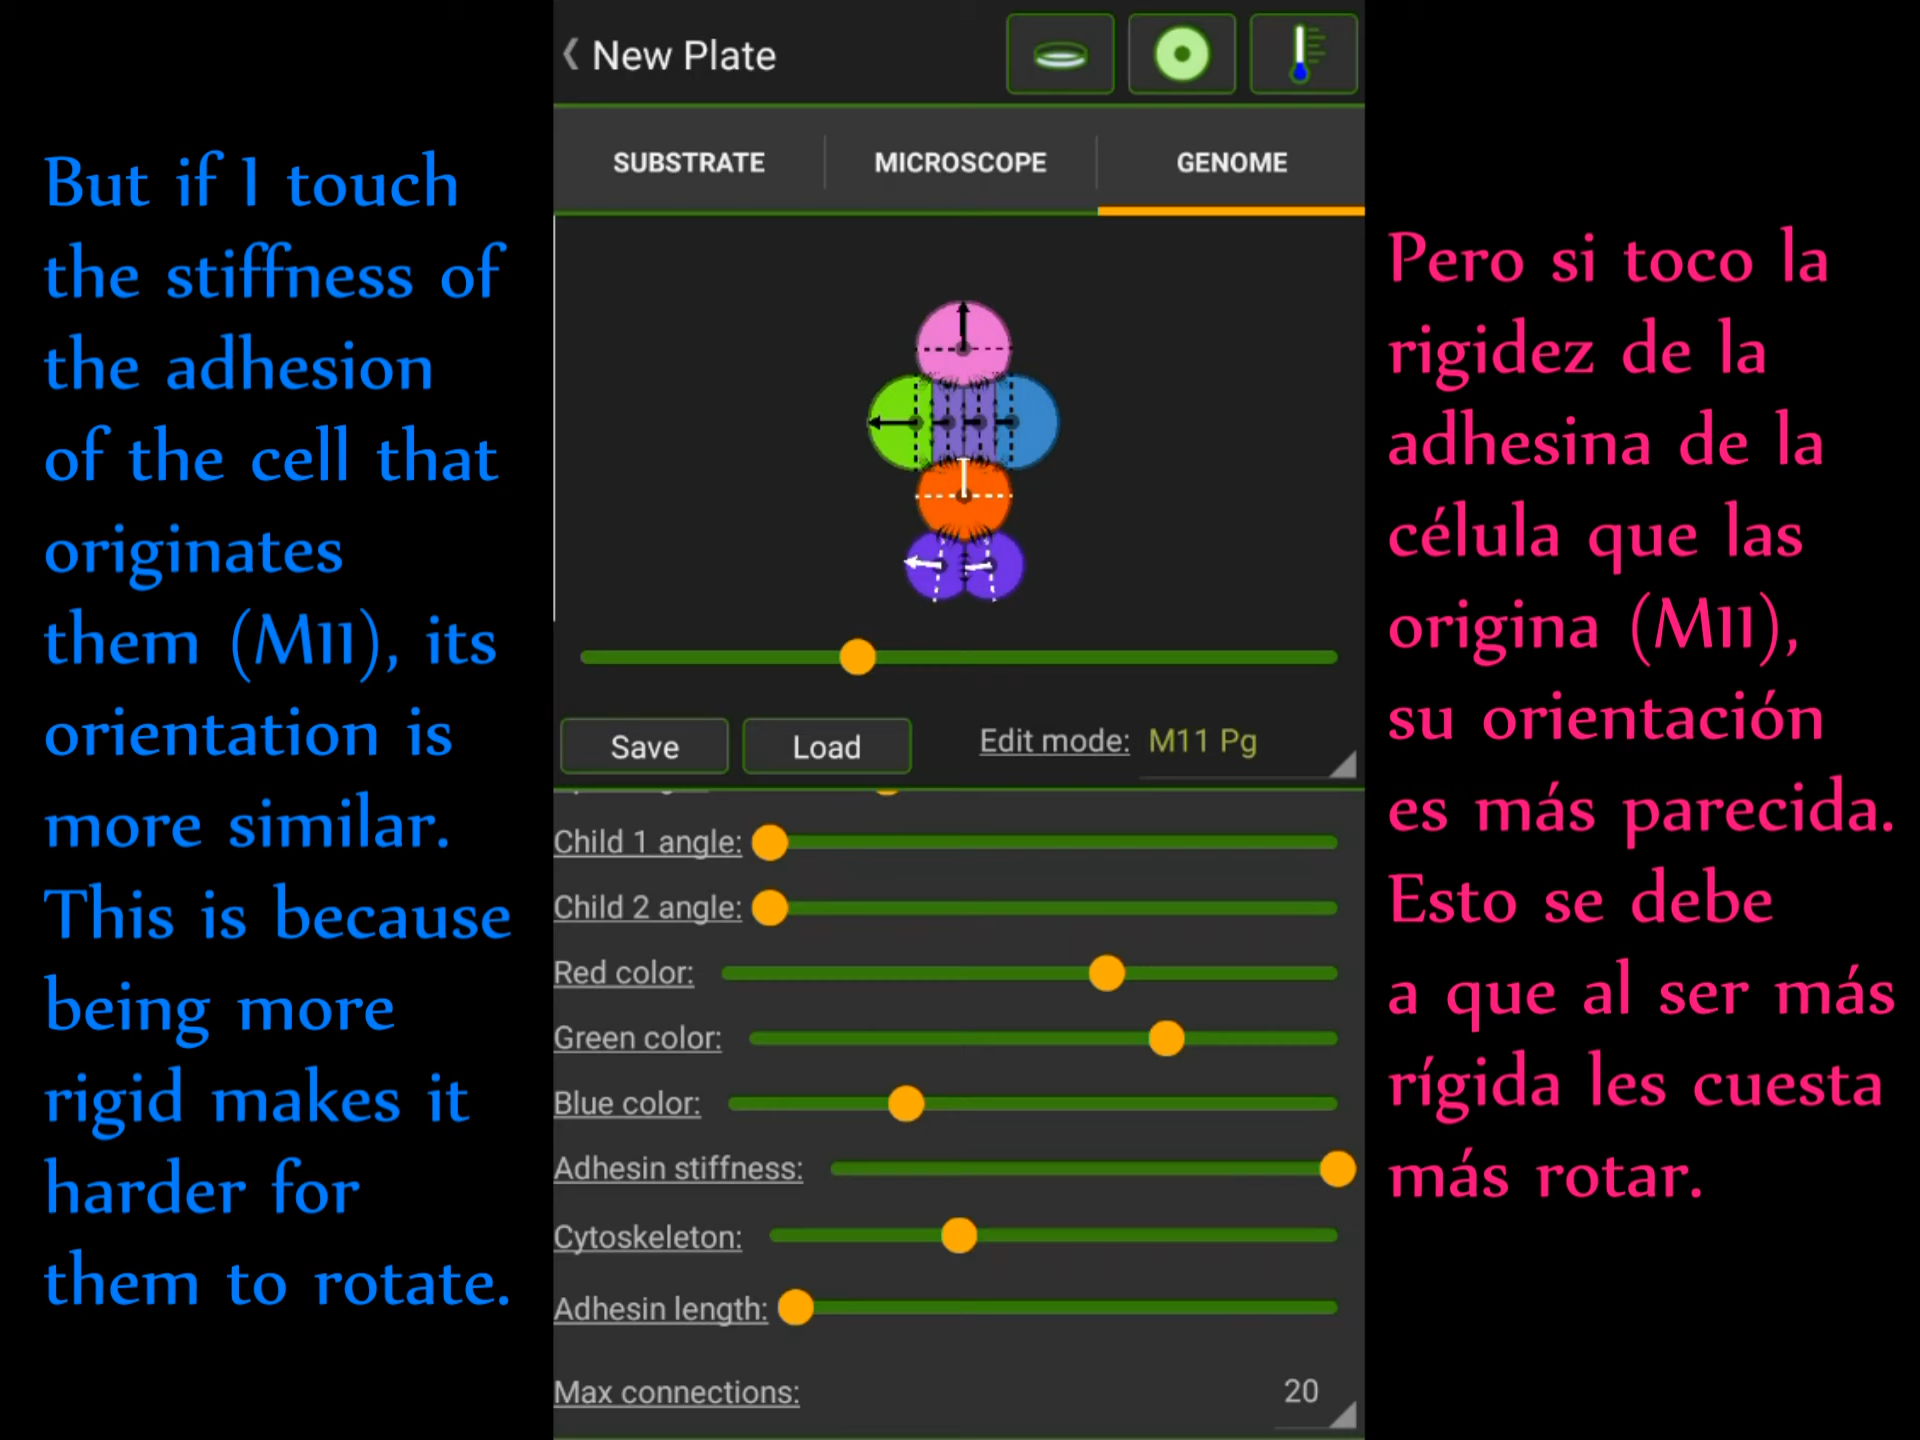 But if I touch
the stiffness of
the adhesion
of the cell that
originates
them (M11), its
orientation is
more similar.
This is because
being more
rigid makes it
harder for
them to rotate.
New Plate
SUBSTRATE
MICROSCOPE
GENOME
Save
Load
Edit mode: M11 Pg
Child 1 angle:
Child 2 angle:
Red color:
Green color:
Blue color:
Adhesin stiffness:
Cytoskeleton:
Adhesin length:
Max connections: 20
Pero si toco la
rigidez de la
adhesina de la
célula que las
origina (M11),
su orientación
es más parecida.
Esto se debe
a que al ser más
rígida les cuesta
más rotar.